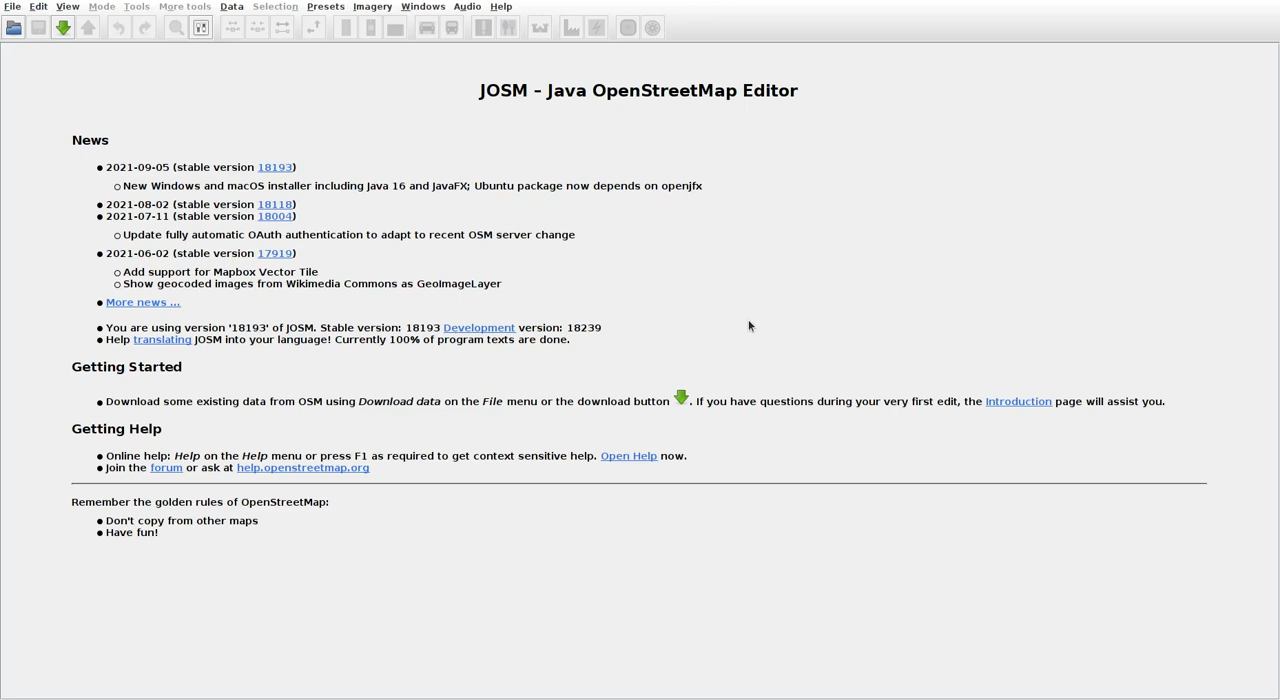 File Edit View Mode Tools More tools Data Selection Presets Imagery Windows Audio Help
JOSM – Java OpenStreetMap Editor
News
2021-09-05 (stable version 18193)
New Windows and macOS installer including Java 16 and JavaFX; Ubuntu package now depends on openjfx
2021-08-02 (stable version 18118)
2021-07-11 (stable version 18004)
Update fully automatic OAuth authentication to adapt to recent OSM server change
2021-06-02 (stable version 17919)
Add support for Mapbox Vector Tile
Show geocoded images from Wikimedia Commons as GeoImageLayer
More news ...
You are using version '18193' of JOSM. Stable version: 18193 Development version: 18239
Help translating JOSM into your language! Currently 100% of program texts are done.
Getting Started
Download some existing data from OSM using Download data on the File menu or the download button . If you have questions during your very first edit, the Introduction page will assist you.
Getting Help
Online help: Help on the Help menu or press F1 as required to get context sensitive help. Open Help now.
Join the forum or ask at help.openstreetmap.org
Remember the golden rules of OpenStreetMap:
Don't copy from other maps
Have fun!